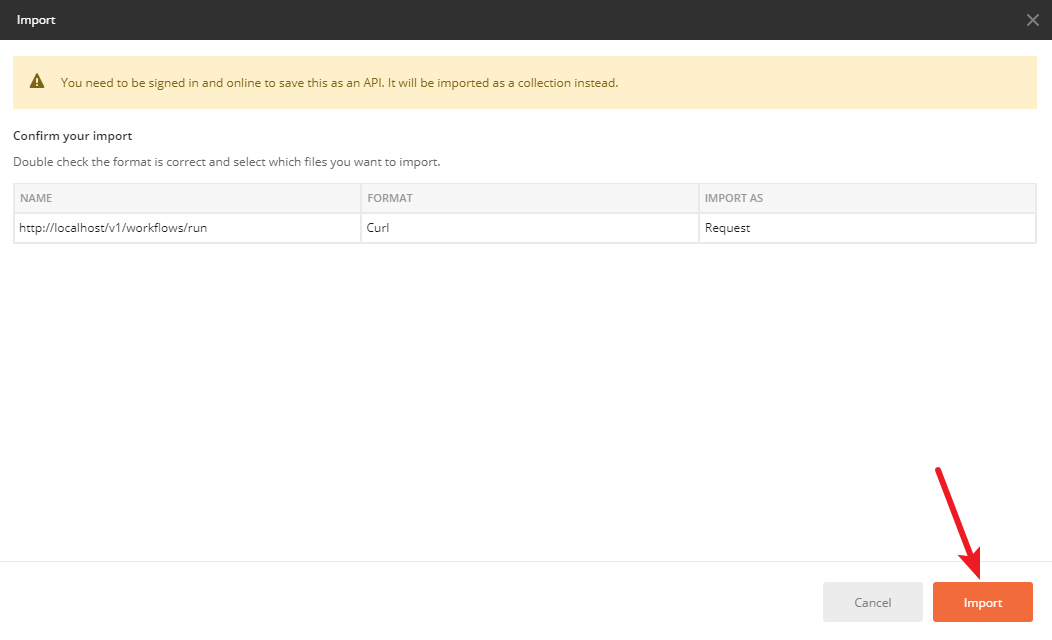 Import
You need to be signed in and online to save this as an API. It will be imported as a collection instead.
Confirm your import
Double check the format is correct and select which files you want to import.
NAME FORMAT IMPORT AS
http://localhost/v1/workflows/run Curl Request
Cancel Import